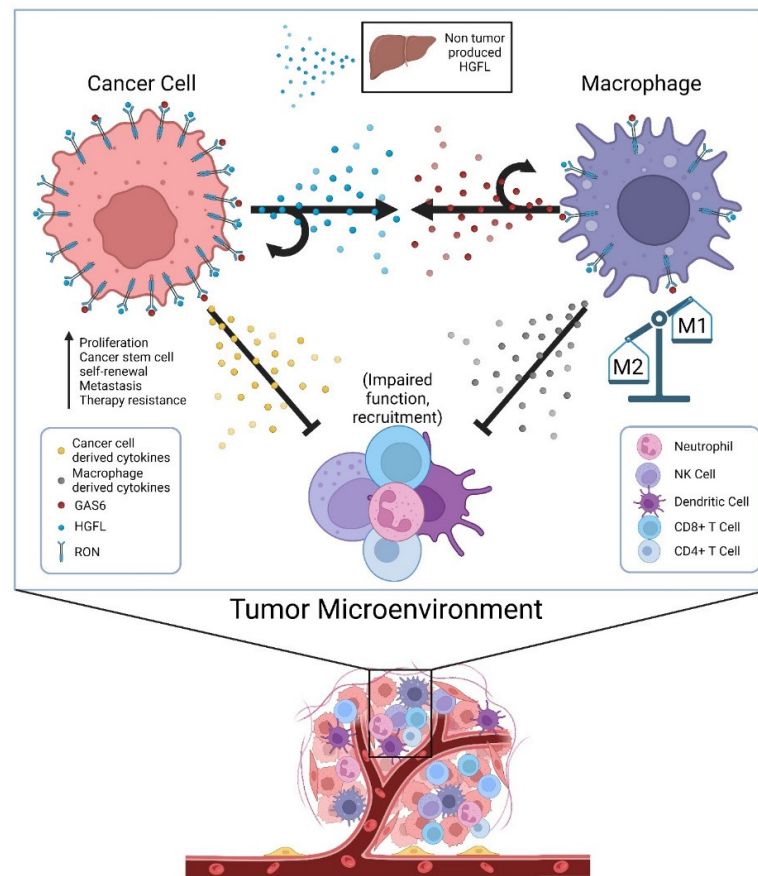 Non tumor
produced
HGFL
Cancer Cell
Macrophage
Proliferation
Cancer stem cell
self-renewal
Metastasis
Therapy resistance
M1
M2
(Impaired
function,
recruitment)
Cancer cell
derived cytokines
Macrophage
derived cytokines
GAS6
HGFL
RON
Neutrophil
NK Cell
Dendritic Cell
CD8+ T Cell
CD4+ T Cell
Tumor Microenvironment